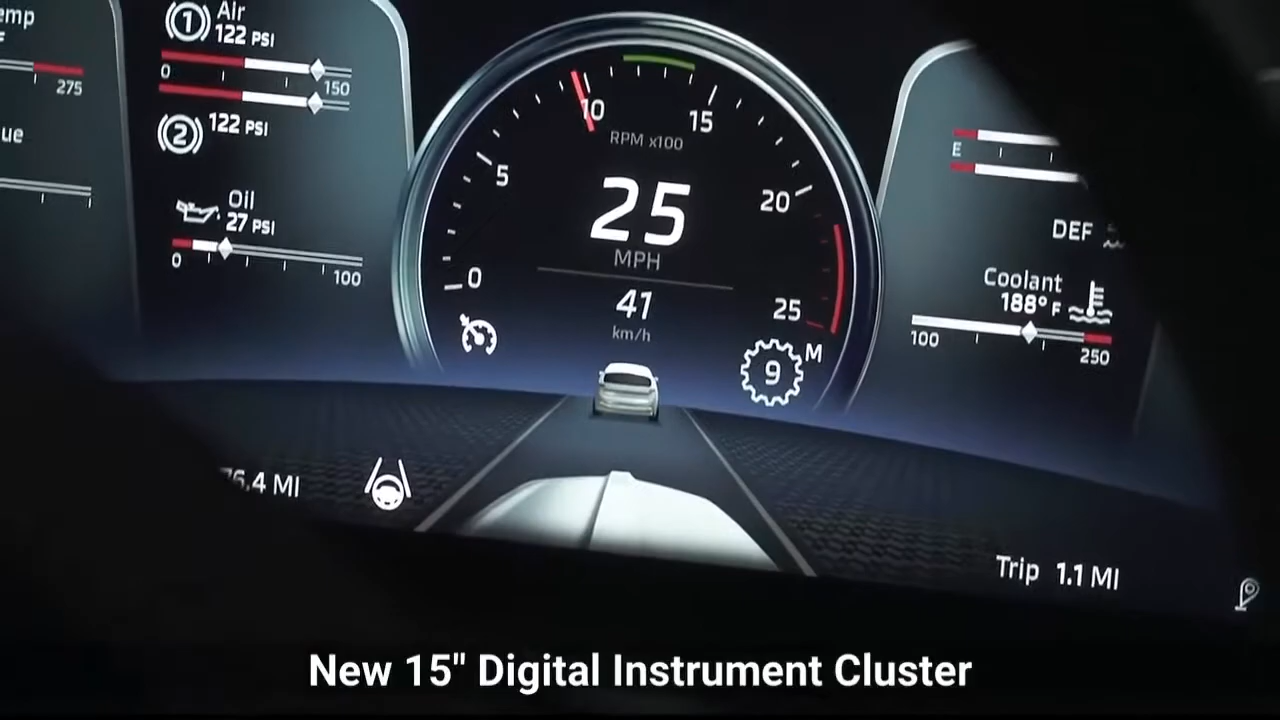 Air
1
122 PSI
0
150
2
122 PSI
275
Oil
27 PSI
0
100
0
5
10
15
20
25
RPM x100
25
MPH
41
km/h
9
M
E
DEF
Coolant
188° F
100
250
MI
Trip 1.1 MI
New 15" Digital Instrument Cluster